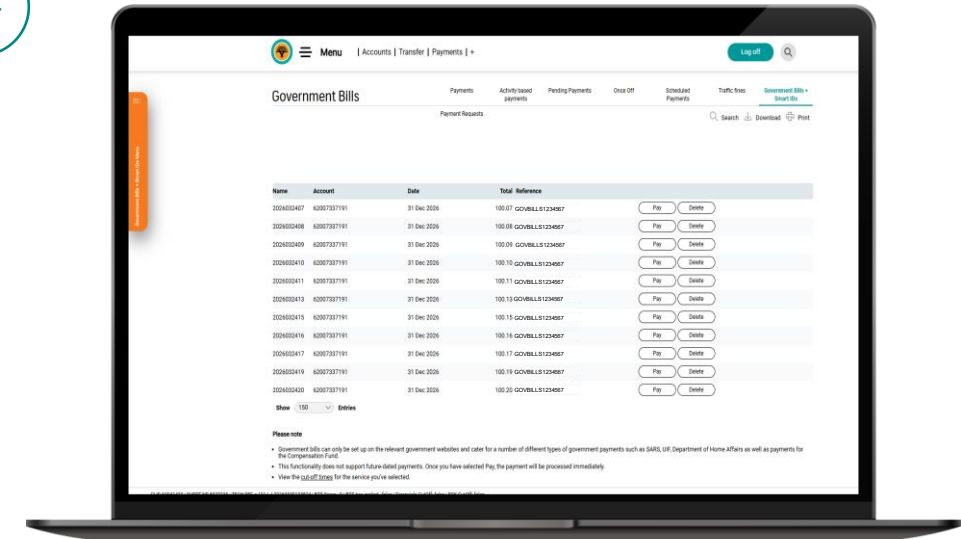 Menu | Accounts | Transfer | Payments | + Log off
Government Bills
Payments Activity based payments Pending Payments Once Off Scheduled Payments Traffic fines Government Bills + Smart IDs
Payment Requests
Search Download Print
Government Bills + Smart IDs Menu
Name Account Date Total Reference
2026032407 62007337191 31 Dec 2026 100.07 GOVBILLS1234567 Pay Delete
2026032408 62007337191 31 Dec 2026 100.08 GOVBILLS1234567 Pay Delete
2026032409 62007337191 31 Dec 2026 100.09 GOVBILLS1234567 Pay Delete
2026032410 62007337191 31 Dec 2026 100.10 GOVBILLS1234567 Pay Delete
2026032411 62007337191 31 Dec 2026 100.11 GOVBILLS1234567 Pay Delete
2026032413 62007337191 31 Dec 2026 100.13 GOVBILLS1234567 Pay Delete
2026032415 62007337191 31 Dec 2026 100.15 GOVBILLS1234567 Pay Delete
2026032416 62007337191 31 Dec 2026 100.16 GOVBILLS1234567 Pay Delete
2026032417 62007337191 31 Dec 2026 100.17 GOVBILLS1234567 Pay Delete
2026032419 62007337191 31 Dec 2026 100.19 GOVBILLS1234567 Pay Delete
2026032420 62007337191 31 Dec 2026 100.20 GOVBILLS1234567 Pay Delete
Show 150 Entries
Please note
• Government bills can only be set up on the relevant government websites and cater for a number of different types of government payments such as SARS, UIF, Department of Home Affairs as well as payments for
the Compensation Fund.
• This functionality does not support future-dated payments. Once you have selected Pay, the payment will be processed immediately.
• View the cut-off times for the service you've selected.